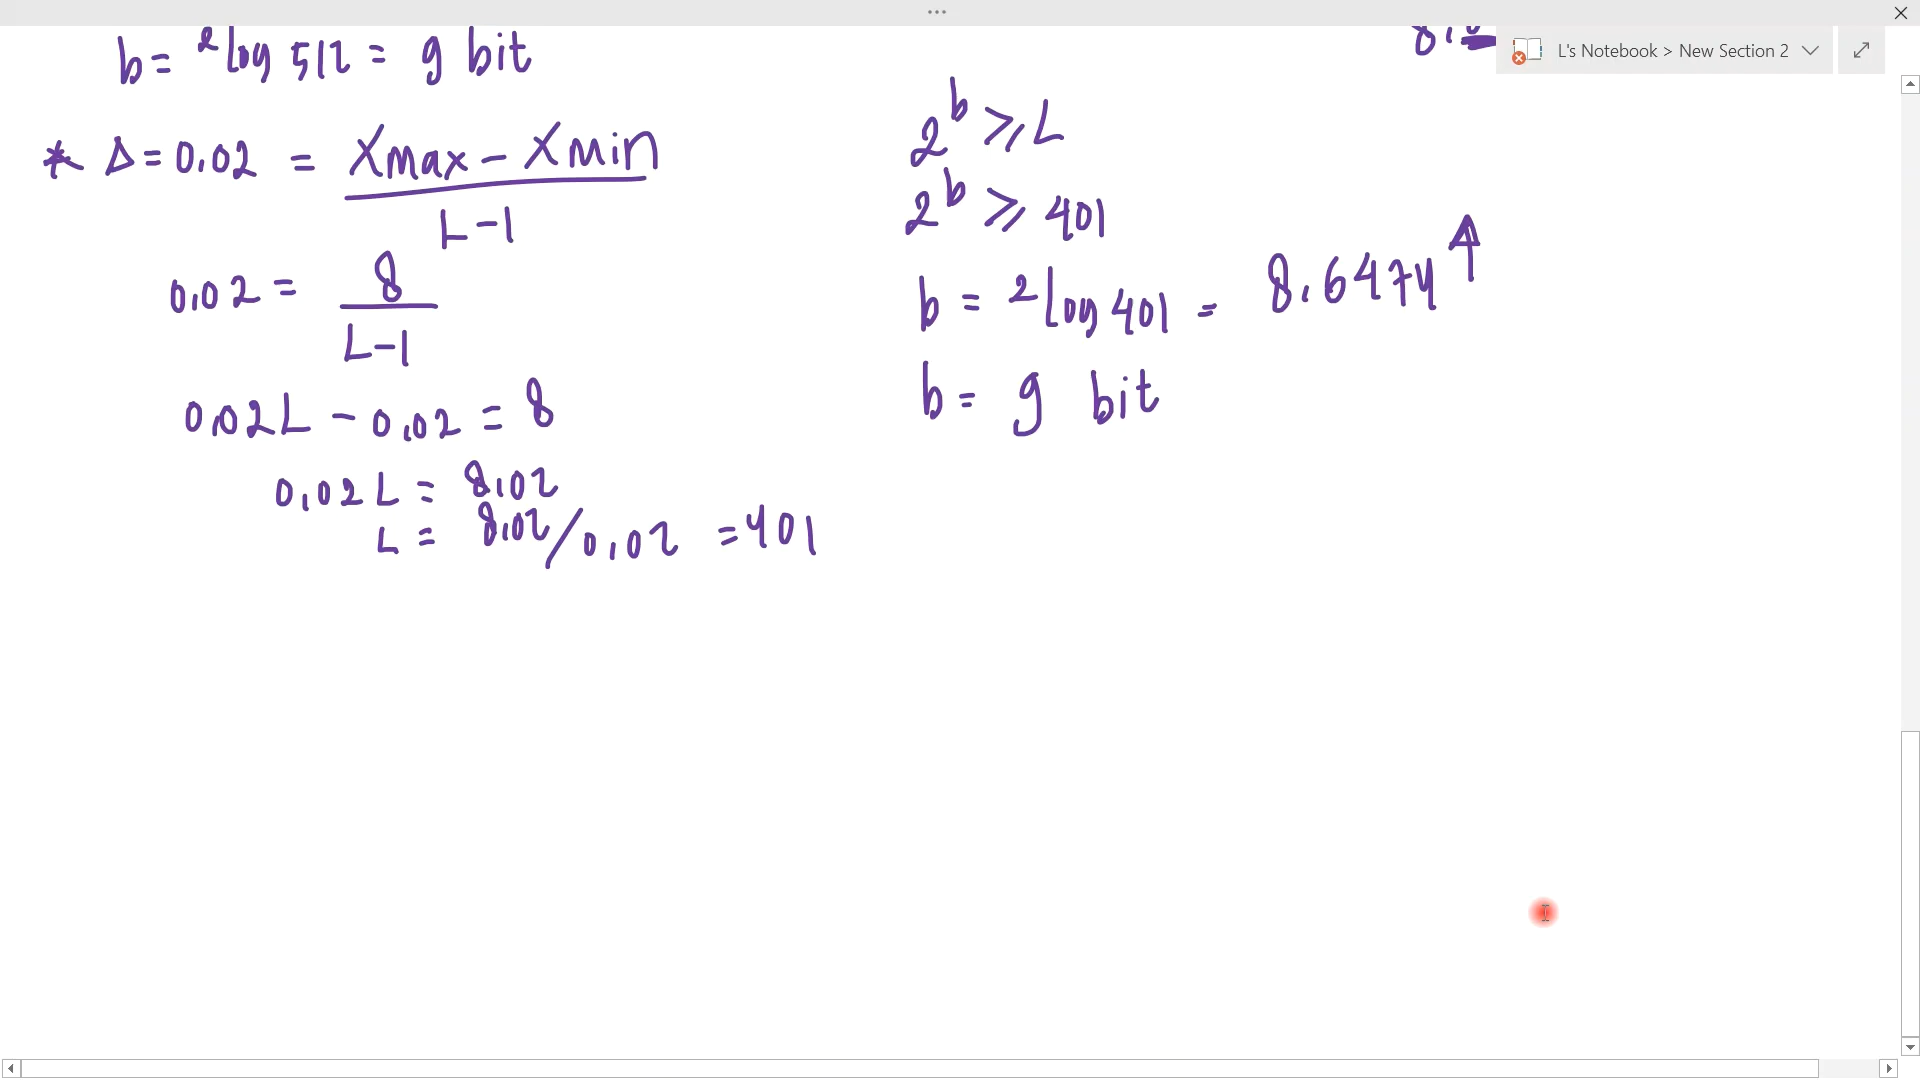 L's Notebook > New Section 2
b = ²log 512 = 9 bit
* Δ = 0.02 = Xmax - Xmin
L-1
0.02 = 8
L-1
0.02L - 0.02 = 8
0.02 L = 8.02
L = 8.02/0.02 = 401
2^b ⩾ L
2^b ⩾ 401
b = ²log 401 = 8.6474 ↑
b = 9 bit